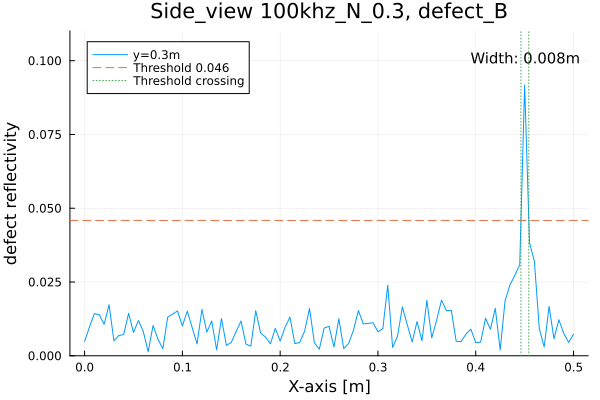 Side_view 100khz_N_0.3, defect_B
y=0.3m
Threshold 0.046
Threshold crossing
Width: 0.008m
0.100
0.075
0.050
0.025
0.000
defect reflectivity
0.0 0.1 0.2 0.3 0.4 0.5
X-axis [m]